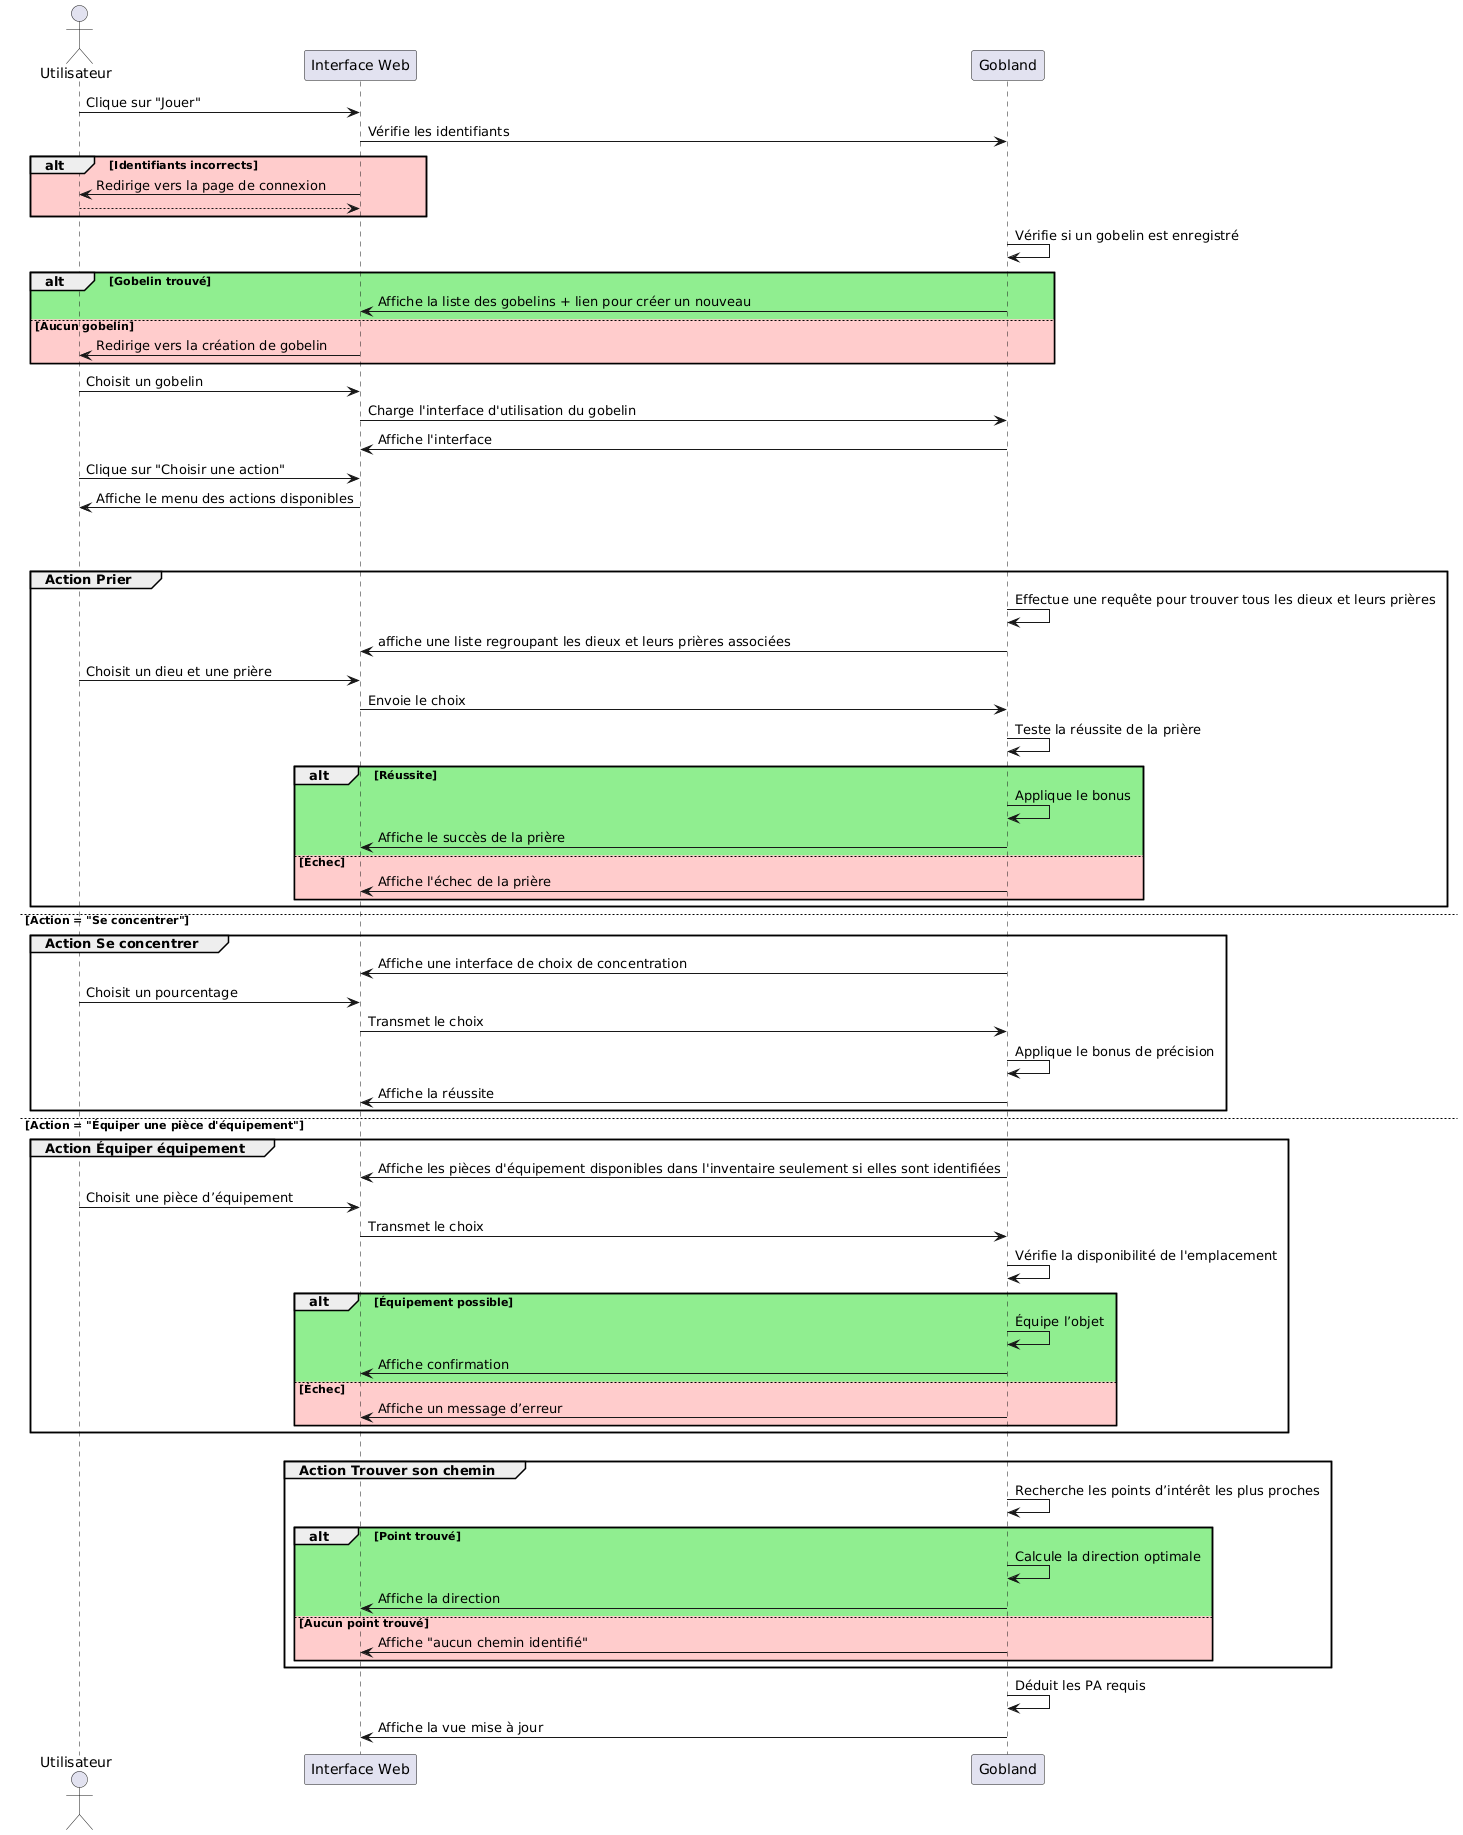 Utilisateur
Interface Web
Gobland
Clique sur "Jouer"
Vérifie les identifiants
alt
[Identifiants incorrects]
Redirige vers la page de connexion
Vérifie si un gobelin est enregistré
alt
[Gobelin trouvé]
Affiche la liste des gobelins + lien pour créer un nouveau
[Aucun gobelin]
Redirige vers la création de gobelin
Choisit un gobelin
Charge l'interface d'utilisation du gobelin
Affiche l'interface
Clique sur "Choisir une action"
Affiche le menu des actions disponibles
Action Prier
Effectue une requête pour trouver tous les dieux et leurs prières
affiche une liste regroupant les dieux et leurs prières associées
Choisit un dieu et une prière
Envoie le choix
Teste la réussite de la prière
alt
[Réussite]
Applique le bonus
Affiche le succès de la prière
[Échec]
Affiche l'échec de la prière
[Action = "Se concentrer"]
Action Se concentrer
Affiche une interface de choix de concentration
Choisit un pourcentage
Transmet le choix
Applique le bonus de précision
Affiche la réussite
[Action = "Équiper une pièce d'équipement"]
Action Équiper équipement
Affiche les pièces d'équipement disponibles dans l'inventaire seulement si elles sont identifiées
Choisit une pièce d’équipement
Transmet le choix
Vérifie la disponibilité de l'emplacement
alt
[Équipement possible]
Équipe l’objet
Affiche confirmation
[Échec]
Affiche un message d’erreur
Action Trouver son chemin
Recherche les points d’intérêt les plus proches
alt
[Point trouvé]
Calcule la direction optimale
Affiche la direction
[Aucun point trouvé]
Affiche "aucun chemin identifié"
Déduit les PA requis
Affiche la vue mise à jour
Utilisateur
Interface Web
Gobland